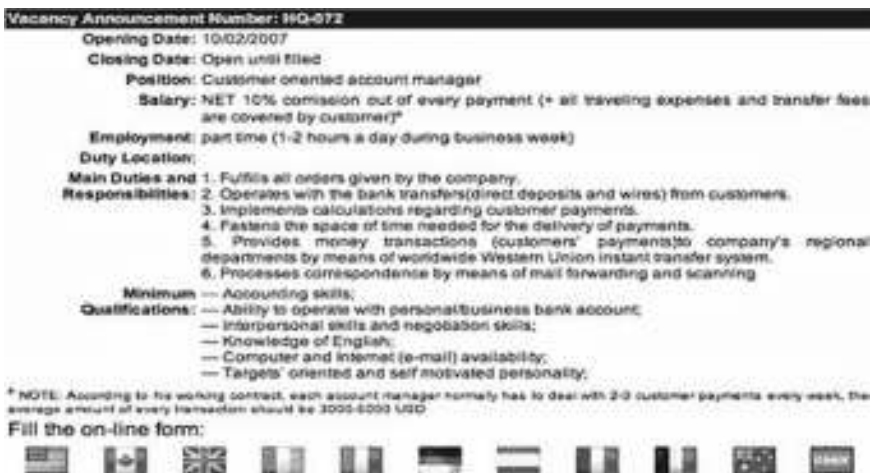 Vacancy Announcement Number: HQ-072
Opening Date: 10/02/2007
Closing Date: Open until filled
Position: Customer oriented account manager
Salary: NET 10% comission out of every payment (+ all traveling expenses and transfer fees
are covered by customer)*
Employment: part time (1-2 hours a day during business week)
Duty Location:
Main Duties and 1. Fulfills all orders given by the company.
Responsibilities: 2. Operates with the bank transfers(direct deposits and wires) from customers.
3. Implements calculations regarding customer payments.
4. Fastens the space of time needed for the delivery of payments.
5. Provides money transactions (customers' payments)to company's regional
departments by means of worldwide Western Union instant transfer system.
6. Processes correspondence by means of mail forwarding and scanning
Minimum — Accounting skills;
Qualifications: — Ability to operate with personal/business bank account;
— Interpersonal skills and negotiation skills;
— Knowledge of English;
— Computer and Internet (e-mail) availability;
— Targets' oriented and self motivated personality;
* NOTE: According to his working contract, each account manager normally has to deal with 2-3 customer payments every week, the
average amount of every transaction should be 3000-5000 USD
Fill the on-line form: